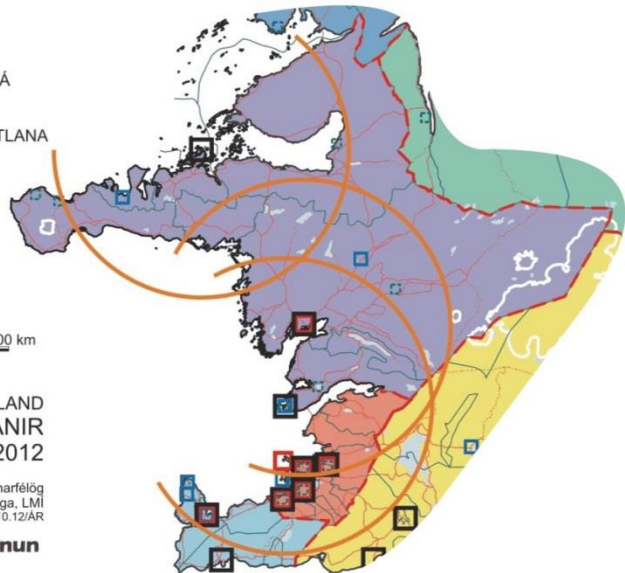 Á
TLANA
00 km
LAND
ANIR
2012
narfélög
ga, LMÍ
0.12/ÁR
nun